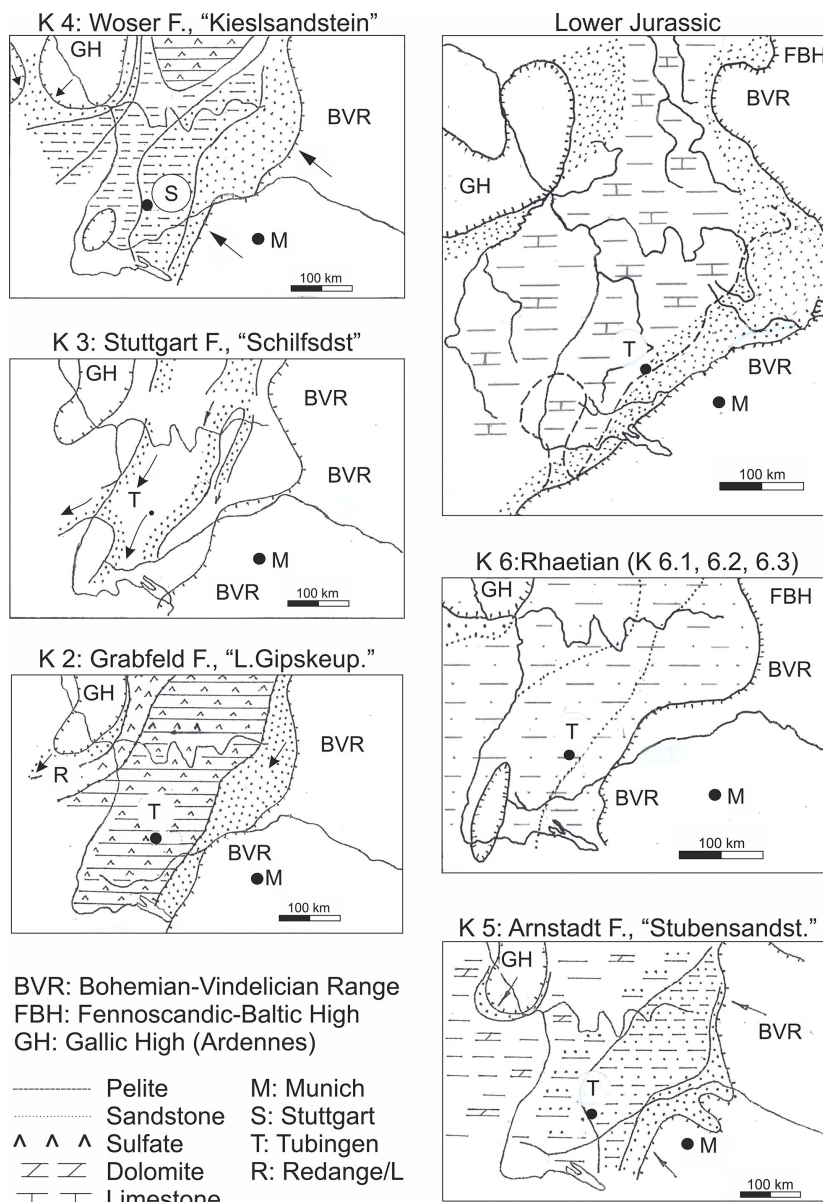 K 4: Woser F., “Kieslsandstein”
GH
BVR
S
M
100 km
K 3: Stuttgart F., “Schilfsdst”
GH
BVR
BVR
T
M
100 km
BVR
K 2: Grabfeld F., “L.Gipskeup.”
GH
BVR
R
T
BVR
M
100 km
BVR: Bohemian-Vindelician Range
FBH: Fennoscandic-Baltic High
GH: Gallic High (Ardennes)
Pelite
Sandstone
Sulfate
Dolomite
Limestone
M: Munich
S: Stuttgart
T: Tubingen
R: Redange/L
Lower Jurassic
FBH
BVR
GH
T
BVR
M
100 km
K 6:Rhaetian (K 6.1, 6.2, 6.3)
GH
FBH
BVR
T
BVR
M
100 km
K 5: Arnstadt F., “Stubensandst.”
GH
BVR
T
M
100 km